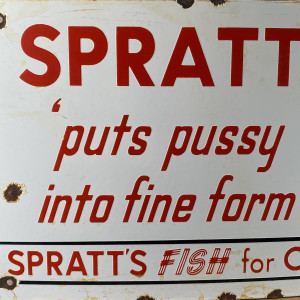 SPRATT
'puts pussy
into fine form
SPRATT'S FISH for C